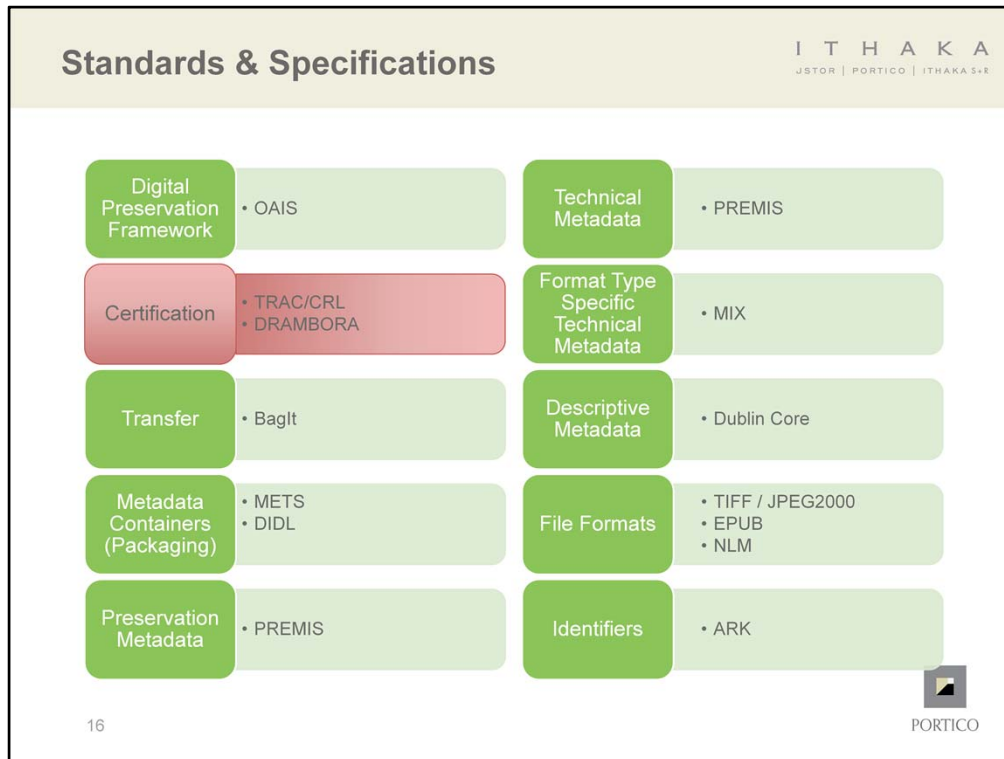 Standards & Specifications
I T H A K A
JSTOR | PORTICO | ITHAKA S+R
Digital
Preservation
Framework
• OAIS
Certification
• TRAC/CRL
• DRAMBORA
Transfer
• BagIt
Metadata
Containers
(Packaging)
• METS
• DIDL
Preservation
Metadata
• PREMIS
Technical
Metadata
• PREMIS
Format Type
Specific
Technical
Metadata
• MIX
Descriptive
Metadata
• Dublin Core
File Formats
• TIFF / JPEG2000
• EPUB
• NLM
Identifiers
• ARK
16
PORTICO